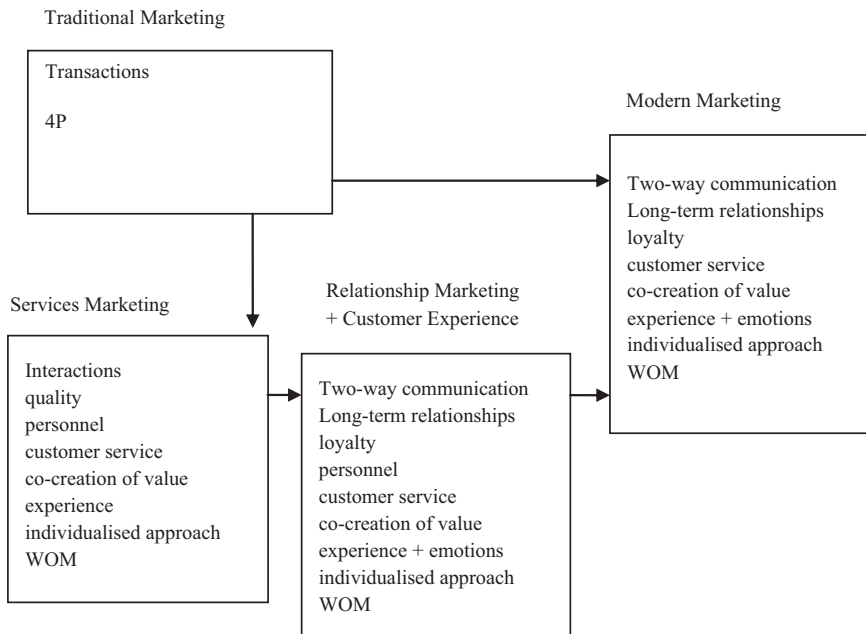 Traditional Marketing
Transactions
4P
Modern Marketing
Two-way communication
Long-term relationships
loyalty
customer service
co-creation of value
experience + emotions
individualised approach
WOM
Services Marketing
Interactions
quality
personnel
customer service
co-creation of value
experience
individualised approach
WOM
Relationship Marketing
+ Customer Experience
Two-way communication
Long-term relationships
loyalty
personnel
customer service
co-creation of value
experience + emotions
individualised approach
WOM